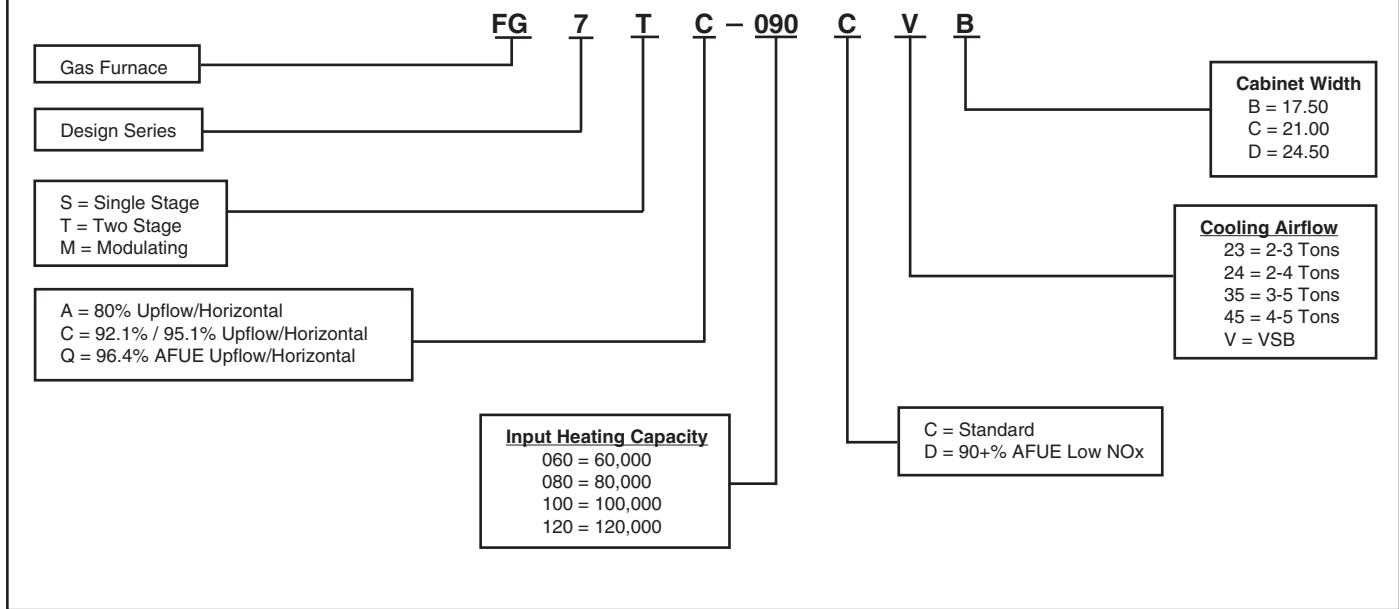 FG 7 T C – 090 C V B
Gas Furnace
Design Series
S = Single Stage
T = Two Stage
M = Modulating
A = 80% Upflow/Horizontal
C = 92.1% / 95.1% Upflow/Horizontal
Q = 96.4% AFUE Upflow/Horizontal
Input Heating Capacity
060 = 60,000
080 = 80,000
100 = 100,000
120 = 120,000
C = Standard
D = 90+% AFUE Low NOx
Cooling Airflow
23 = 2-3 Tons
24 = 2-4 Tons
35 = 3-5 Tons
45 = 4-5 Tons
V = VSB
Cabinet Width
B = 17.50
C = 21.00
D = 24.50